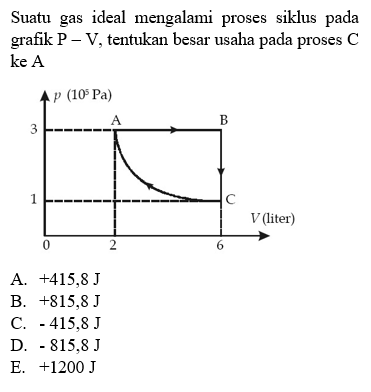 Suatu gas ideal mengalami proses siklus pada
grafik P – V, tentukan besar usaha pada proses C
ke A
p (10⁵ Pa)
3
A
B
1
C
V (liter)
0
2
6
A. +415,8 J
B. +815,8 J
C. - 415,8 J
D. - 815,8 J
E. +1200 J